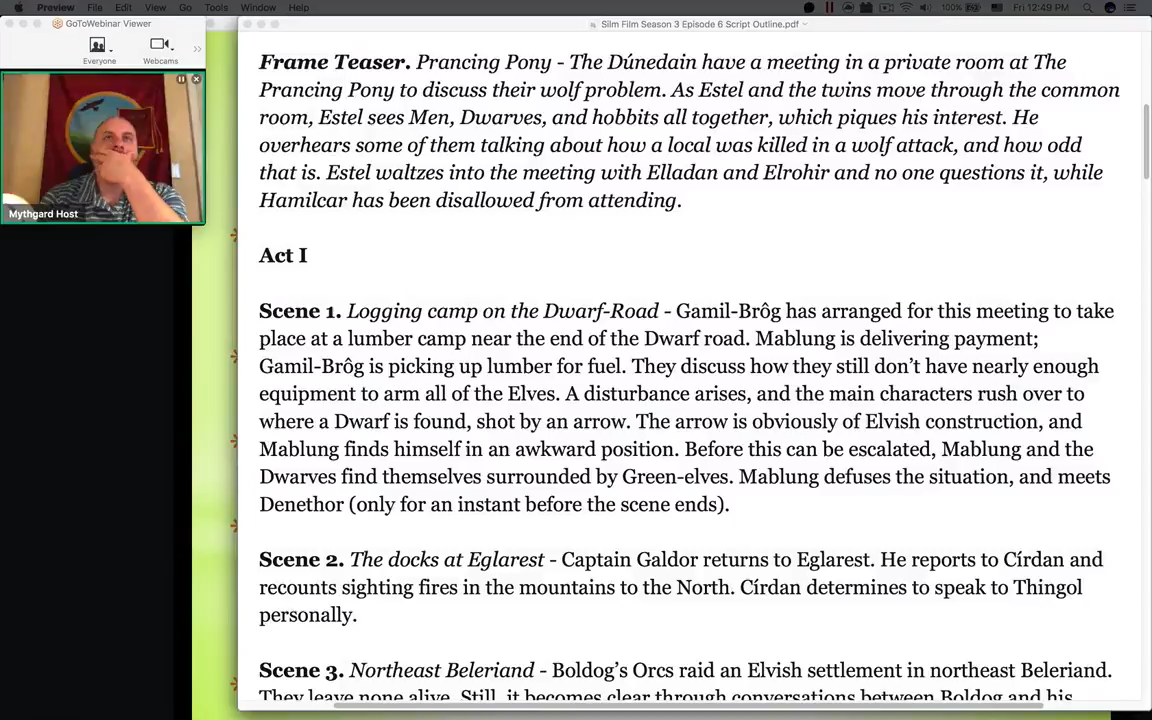 Preview File Edit View Go Tools Window Help 100% Fri 12:49 PM
GoToWebinar Viewer
Silm Film Season 3 Episode 6 Script Outline.pdf
Everyone Webcams
Mythgard Host
Frame Teaser. Prancing Pony - The Dúnedain have a meeting in a private room at The
Prancing Pony to discuss their wolf problem. As Estel and the twins move through the common
room, Estel sees Men, Dwarves, and hobbits all together, which piques his interest. He
overhears some of them talking about how a local was killed in a wolf attack, and how odd
that is. Estel waltzes into the meeting with Elladan and Elrohir and no one questions it, while
Hamilcar has been disallowed from attending.
Act I
Scene 1. Logging camp on the Dwarf-Road - Gamil-Brôg has arranged for this meeting to take
place at a lumber camp near the end of the Dwarf road. Mablung is delivering payment;
Gamil-Brôg is picking up lumber for fuel. They discuss how they still don’t have nearly enough
equipment to arm all of the Elves. A disturbance arises, and the main characters rush over to
where a Dwarf is found, shot by an arrow. The arrow is obviously of Elvish construction, and
Mablung finds himself in an awkward position. Before this can be escalated, Mablung and the
Dwarves find themselves surrounded by Green-elves. Mablung defuses the situation, and meets
Denethor (only for an instant before the scene ends).
Scene 2. The docks at Eglarest - Captain Galdor returns to Eglarest. He reports to Círdan and
recounts sighting fires in the mountains to the North. Círdan determines to speak to Thingol
personally.
Scene 3. Northeast Beleriand - Boldog’s Orcs raid an Elvish settlement in northeast Beleriand.
They leave none alive. Still, it becomes clear through conversations between Boldog and his